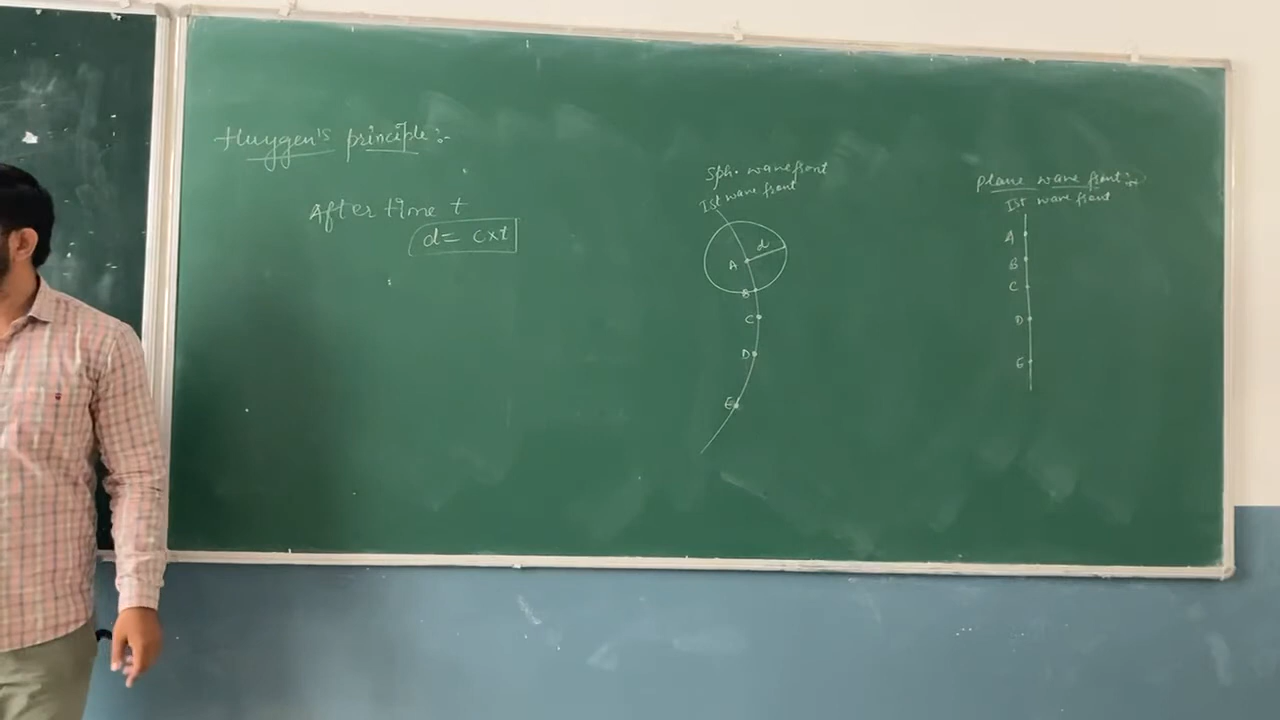 Huygen's principle:-
After time t
d = c×t
Sph. wavefront
Ist wave front
d
A
B
C
D
E
Plane wave front:-
Ist wave front
A
B
C
D
E